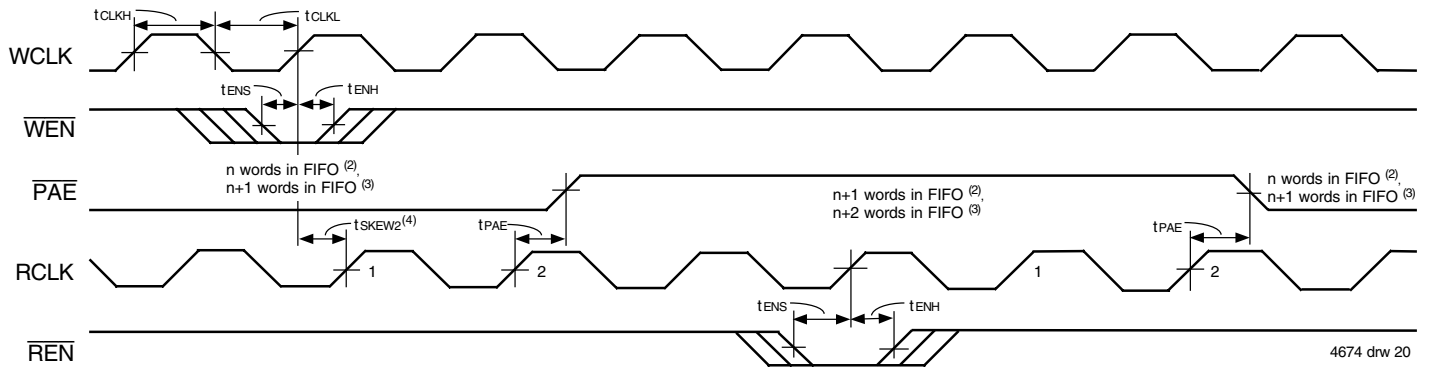 tCLKH
tCLKL
WCLK
tENS
tENH
WEN
n words in FIFO (2),
n+1 words in FIFO (3)
PAE
n+1 words in FIFO (2),
n+2 words in FIFO (3)
n words in FIFO (2),
n+1 words in FIFO (3)
tSKEW2(4)
tPAE
tPAE
RCLK
1
2
1
2
tENS
tENH
REN
4674 drw 20